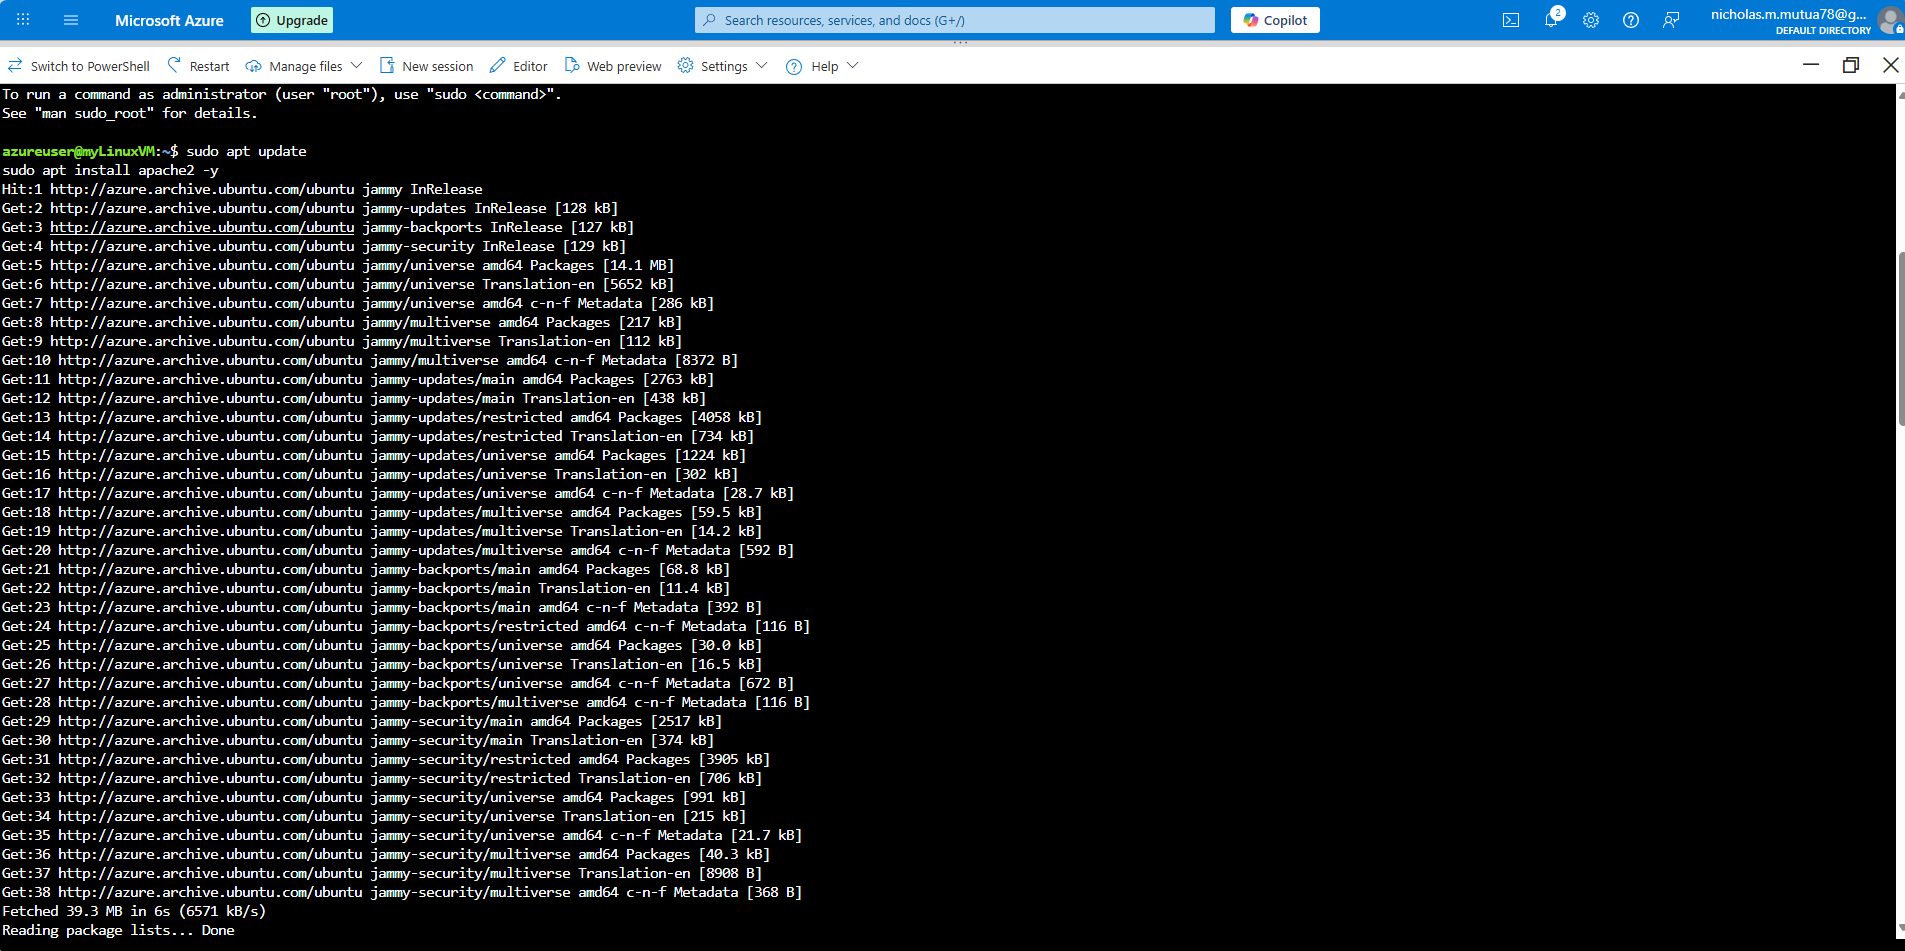 Microsoft Azure
Upgrade
Search resources, services, and docs (G+/)
Copilot
2
nicholas.m.mutua78@g...
DEFAULT DIRECTORY
Switch to PowerShell
Restart
Manage files
New session
Editor
Web preview
Settings
Help
To run a command as administrator (user "root"), use "sudo <command>".
See "man sudo_root" for details.
azureuser@myLinuxVM:~$ sudo apt update
sudo apt install apache2 -y
Hit:1 http://azure.archive.ubuntu.com/ubuntu jammy InRelease
Get:2 http://azure.archive.ubuntu.com/ubuntu jammy-updates InRelease [128 kB]
Get:3 http://azure.archive.ubuntu.com/ubuntu jammy-backports InRelease [127 kB]
Get:4 http://azure.archive.ubuntu.com/ubuntu jammy-security InRelease [129 kB]
Get:5 http://azure.archive.ubuntu.com/ubuntu jammy/universe amd64 Packages [14.1 MB]
Get:6 http://azure.archive.ubuntu.com/ubuntu jammy/universe Translation-en [5652 kB]
Get:7 http://azure.archive.ubuntu.com/ubuntu jammy/universe amd64 c-n-f Metadata [286 kB]
Get:8 http://azure.archive.ubuntu.com/ubuntu jammy/multiverse amd64 Packages [217 kB]
Get:9 http://azure.archive.ubuntu.com/ubuntu jammy/multiverse Translation-en [112 kB]
Get:10 http://azure.archive.ubuntu.com/ubuntu jammy/multiverse amd64 c-n-f Metadata [8372 B]
Get:11 http://azure.archive.ubuntu.com/ubuntu jammy-updates/main amd64 Packages [2763 kB]
Get:12 http://azure.archive.ubuntu.com/ubuntu jammy-updates/main Translation-en [438 kB]
Get:13 http://azure.archive.ubuntu.com/ubuntu jammy-updates/restricted amd64 Packages [4058 kB]
Get:14 http://azure.archive.ubuntu.com/ubuntu jammy-updates/restricted Translation-en [734 kB]
Get:15 http://azure.archive.ubuntu.com/ubuntu jammy-updates/universe amd64 Packages [1224 kB]
Get:16 http://azure.archive.ubuntu.com/ubuntu jammy-updates/universe Translation-en [302 kB]
Get:17 http://azure.archive.ubuntu.com/ubuntu jammy-updates/universe amd64 c-n-f Metadata [28.7 kB]
Get:18 http://azure.archive.ubuntu.com/ubuntu jammy-updates/multiverse amd64 Packages [59.5 kB]
Get:19 http://azure.archive.ubuntu.com/ubuntu jammy-updates/multiverse Translation-en [14.2 kB]
Get:20 http://azure.archive.ubuntu.com/ubuntu jammy-updates/multiverse amd64 c-n-f Metadata [592 B]
Get:21 http://azure.archive.ubuntu.com/ubuntu jammy-backports/main amd64 Packages [68.8 kB]
Get:22 http://azure.archive.ubuntu.com/ubuntu jammy-backports/main Translation-en [11.4 kB]
Get:23 http://azure.archive.ubuntu.com/ubuntu jammy-backports/main amd64 c-n-f Metadata [392 B]
Get:24 http://azure.archive.ubuntu.com/ubuntu jammy-backports/restricted amd64 c-n-f Metadata [116 B]
Get:25 http://azure.archive.ubuntu.com/ubuntu jammy-backports/universe amd64 Packages [30.0 kB]
Get:26 http://azure.archive.ubuntu.com/ubuntu jammy-backports/universe Translation-en [16.5 kB]
Get:27 http://azure.archive.ubuntu.com/ubuntu jammy-backports/universe amd64 c-n-f Metadata [672 B]
Get:28 http://azure.archive.ubuntu.com/ubuntu jammy-backports/multiverse amd64 c-n-f Metadata [116 B]
Get:29 http://azure.archive.ubuntu.com/ubuntu jammy-security/main amd64 Packages [2517 kB]
Get:30 http://azure.archive.ubuntu.com/ubuntu jammy-security/main Translation-en [374 kB]
Get:31 http://azure.archive.ubuntu.com/ubuntu jammy-security/restricted amd64 Packages [3905 kB]
Get:32 http://azure.archive.ubuntu.com/ubuntu jammy-security/restricted Translation-en [706 kB]
Get:33 http://azure.archive.ubuntu.com/ubuntu jammy-security/universe amd64 Packages [991 kB]
Get:34 http://azure.archive.ubuntu.com/ubuntu jammy-security/universe Translation-en [215 kB]
Get:35 http://azure.archive.ubuntu.com/ubuntu jammy-security/universe amd64 c-n-f Metadata [21.7 kB]
Get:36 http://azure.archive.ubuntu.com/ubuntu jammy-security/multiverse amd64 Packages [40.3 kB]
Get:37 http://azure.archive.ubuntu.com/ubuntu jammy-security/multiverse Translation-en [8908 B]
Get:38 http://azure.archive.ubuntu.com/ubuntu jammy-security/multiverse amd64 c-n-f Metadata [368 B]
Fetched 39.3 MB in 6s (6571 kB/s)
Reading package lists... Done